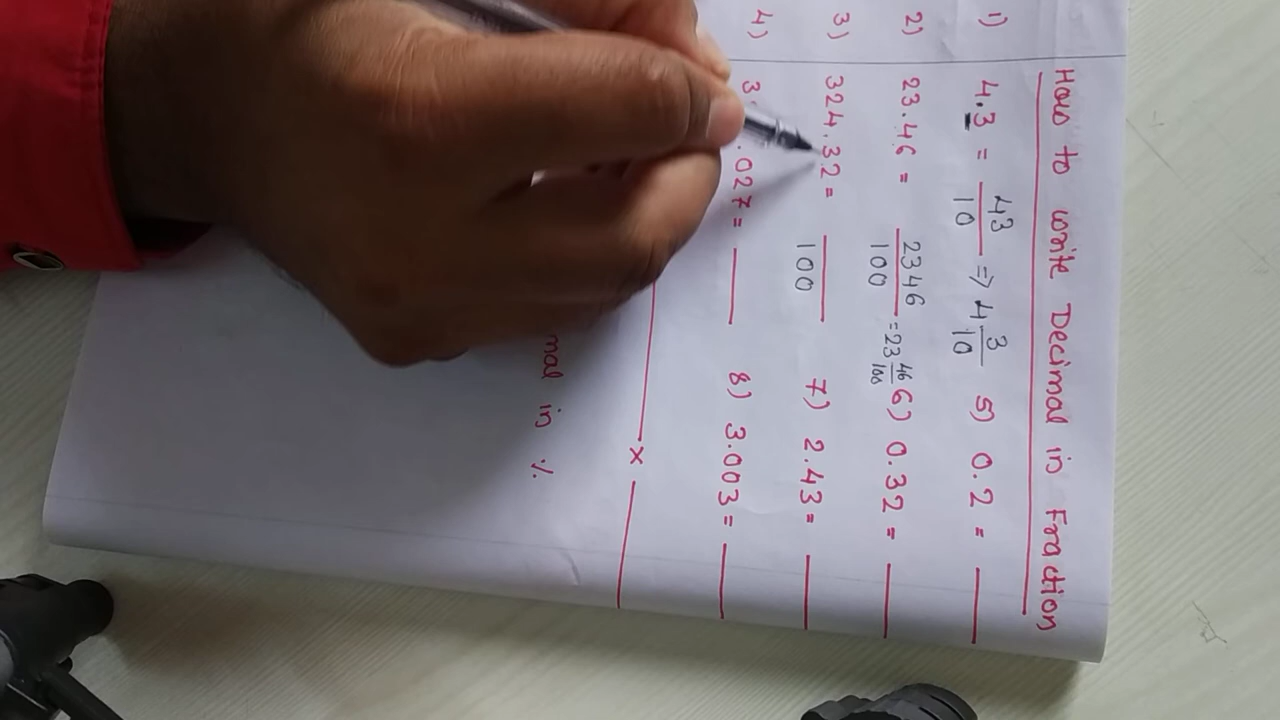 How to write Decimal in Fraction
1) 4.3 = 43/10 ⇒ 4 3/10 5) 0.2 =
2) 23.46 = 2346/100 = 23 46/100 6) 0.32 =
3) 324.32 = /100 7) 2.43 =
4) 3 .027 = 8) 3.003 =
x
in %